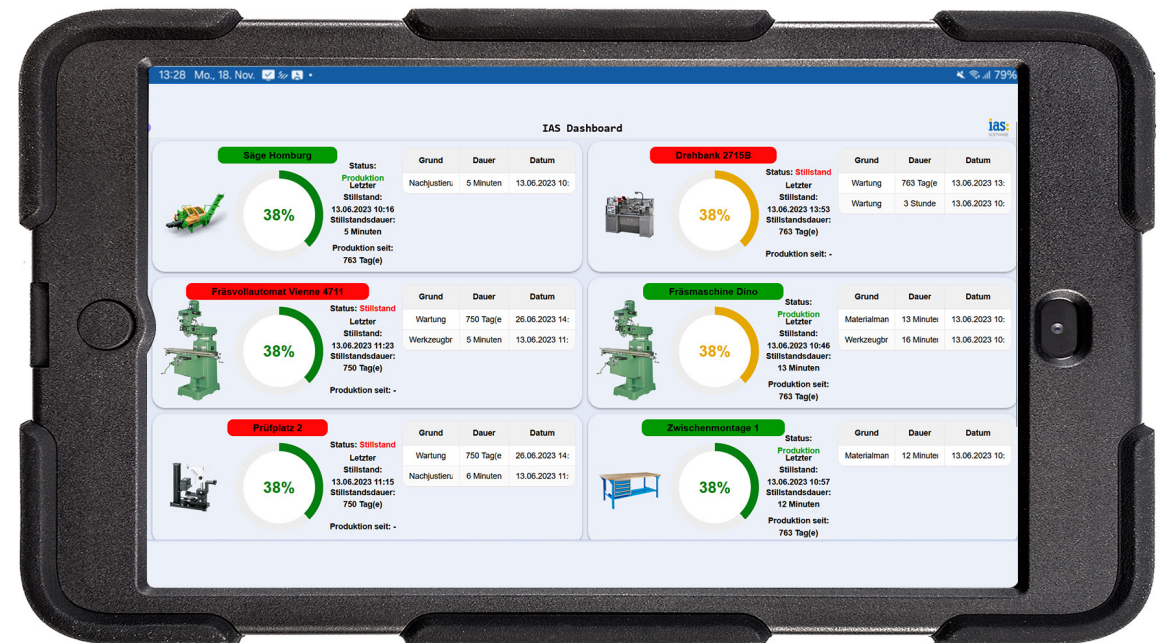 13:28 Mo., 18. Nov.
79%
IAS Dashboard
ias:
SOFTWARE
Säge Homburg
38%
Status:
Produktion
Letzter
Stillstand:
13.06.2023 10:16
Stillstandsdauer:
5 Minuten
Produktion seit:
763 Tag(e)
Grund Dauer Datum
Nachjustieru 5 Minuten 13.06.2023 10:
Drehbank 2715B
38%
Status: Stillstand
Letzter
Stillstand:
13.06.2023 13:53
Stillstandsdauer:
763 Tag(e)
Produktion seit: -
Grund Dauer Datum
Wartung 763 Tag(e 13.06.2023 13:
Wartung 3 Stunde 13.06.2023 10:
Fräsvollautomat Vienne 4711
38%
Status: Stillstand
Letzter
Stillstand:
13.06.2023 11:23
Stillstandsdauer:
750 Tag(e)
Produktion seit: -
Grund Dauer Datum
Wartung 750 Tag(e 26.06.2023 14:
Werkzeugbr 5 Minuten 13.06.2023 11:
Fräsmaschine Dino
38%
Status:
Produktion
Letzter
Stillstand:
13.06.2023 10:46
Stillstandsdauer:
13 Minuten
Produktion seit:
763 Tag(e)
Grund Dauer Datum
Materialman 13 Minuter 13.06.2023 10:
Werkzeugbr 16 Minuter 13.06.2023 10:
Prüfplatz 2
38%
Status: Stillstand
Letzter
Stillstand:
13.06.2023 11:15
Stillstandsdauer:
750 Tag(e)
Produktion seit: -
Grund Dauer Datum
Wartung 750 Tag(e 26.06.2023 14:
Nachjustieru 6 Minuten 13.06.2023 11:
Zwischenmontage 1
38%
Status:
Produktion
Letzter
Stillstand:
13.06.2023 10:57
Stillstandsdauer:
12 Minuten
Produktion seit:
763 Tag(e)
Grund Dauer Datum
Materialman 12 Minuter 13.06.2023 10: